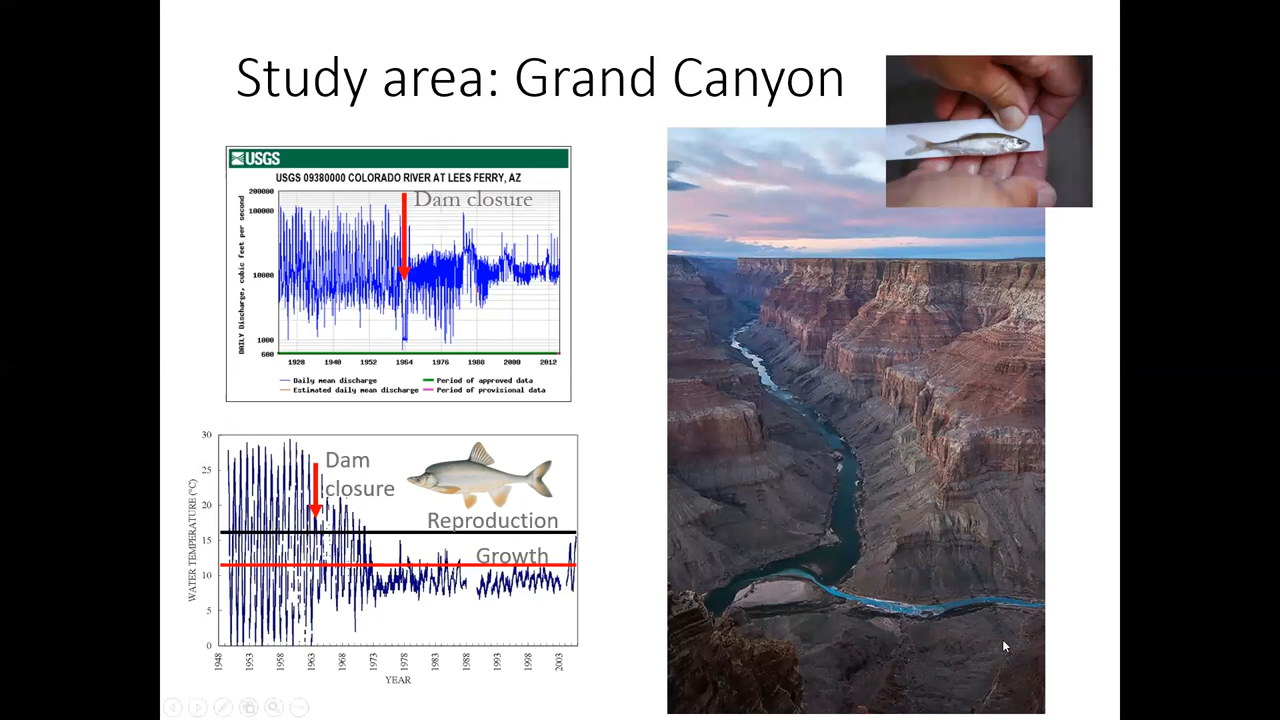 Study area: Grand Canyon
USGS
USGS 09380000 COLORADO RIVER AT LEES FERRY, AZ
DAILY Discharge, cubic feet per second
200000
100000
10000
1000
600
Dam closure
1928 1940 1952 1964 1976 1988 2000 2012
Daily mean discharge
Estimated daily mean discharge
Period of approved data
Period of provisional data
WATER TEMPERATURE (°C)
30
25
20
15
10
5
0
Dam
closure
Reproduction
Growth
1948 1953 1958 1963 1968 1973 1978 1983 1988 1993 1998 2003
YEAR